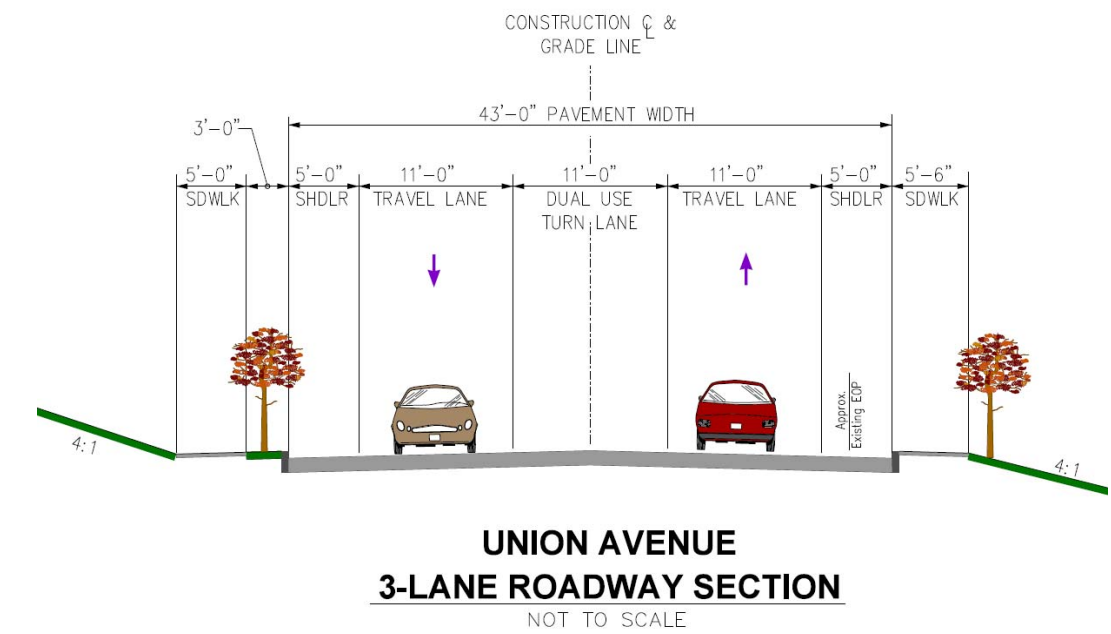 CONSTRUCTION ℄ &
GRADE LINE
43'-0" PAVEMENT WIDTH
3'-0"
5'-0" 5'-0" 11'-0" 11'-0" 11'-0" 5'-0" 5'-6"
SDWLK SHDLR TRAVEL LANE DUAL USE TRAVEL LANE SHDLR SDWLK
TURN LANE
Approx.
Existing EOP
4:1
4:1
UNION AVENUE
3-LANE ROADWAY SECTION
NOT TO SCALE